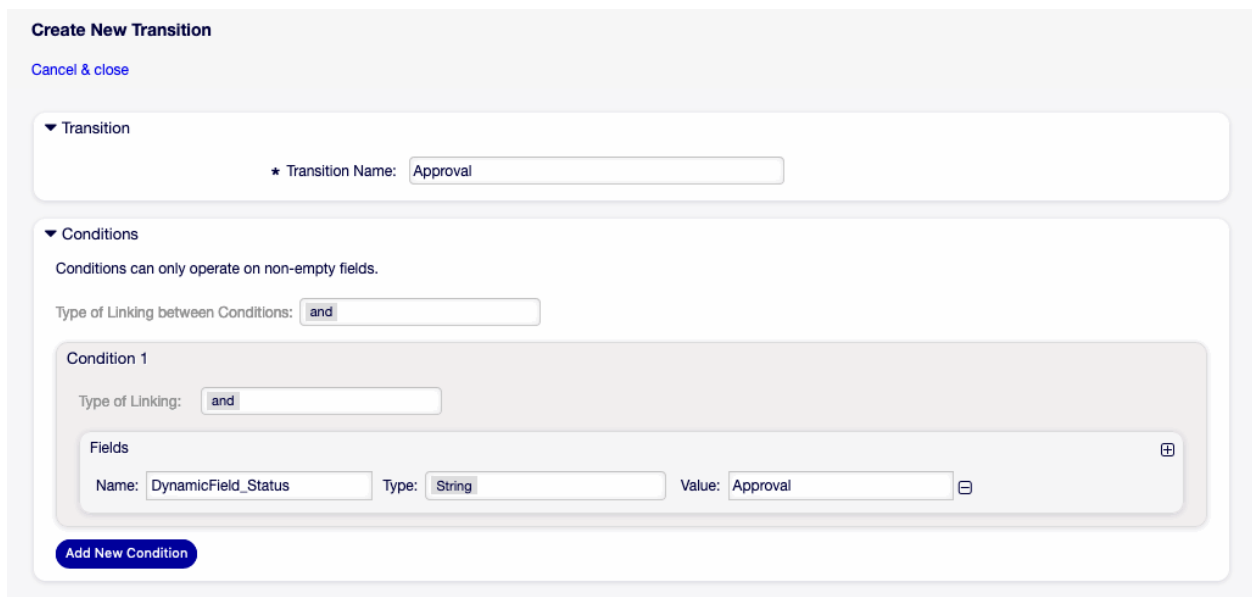 Create New Transition
Cancel & close
Transition
* Transition Name: Approval
Conditions
Conditions can only operate on non-empty fields.
Type of Linking between Conditions: and
Condition 1
Type of Linking: and
Fields
Name: DynamicField_Status Type: String Value: Approval
Add New Condition